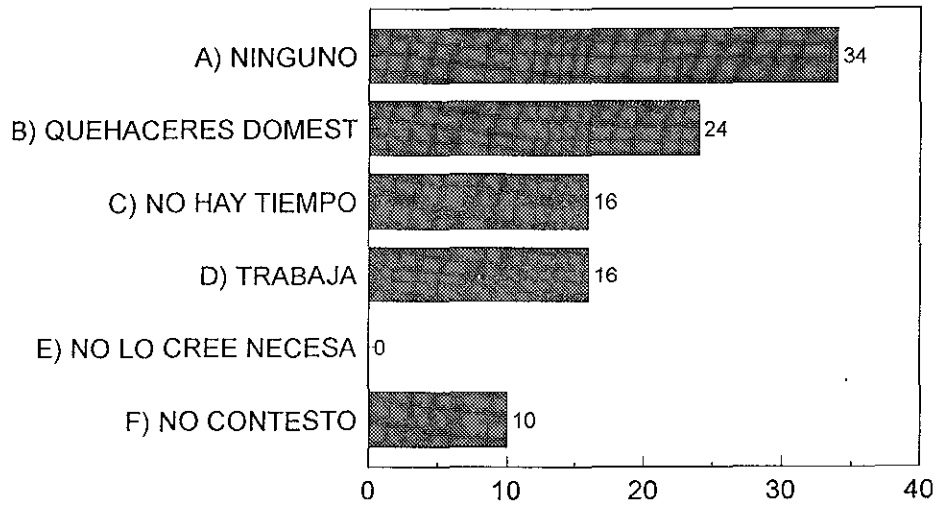 A) NINGUNO 34
B) QUEHACERES DOMEST 24
C) NO HAY TIEMPO 16
D) TRABAJA 16
E) NO LO CREE NECESA 0
F) NO CONTESTO 10
0 10 20 30 40